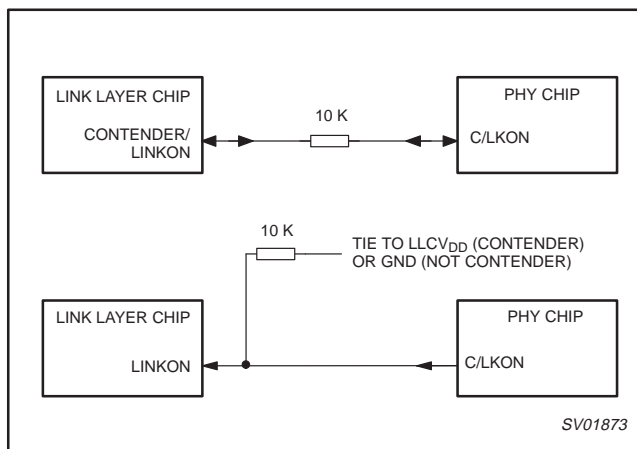 LINK LAYER CHIP
CONTENDER/
LINKON
10 K
PHY CHIP
C/LKON
10 K
TIE TO LLCVDD (CONTENDER)
OR GND (NOT CONTENDER)
LINK LAYER CHIP
LINKON
PHY CHIP
C/LKON
SV01873